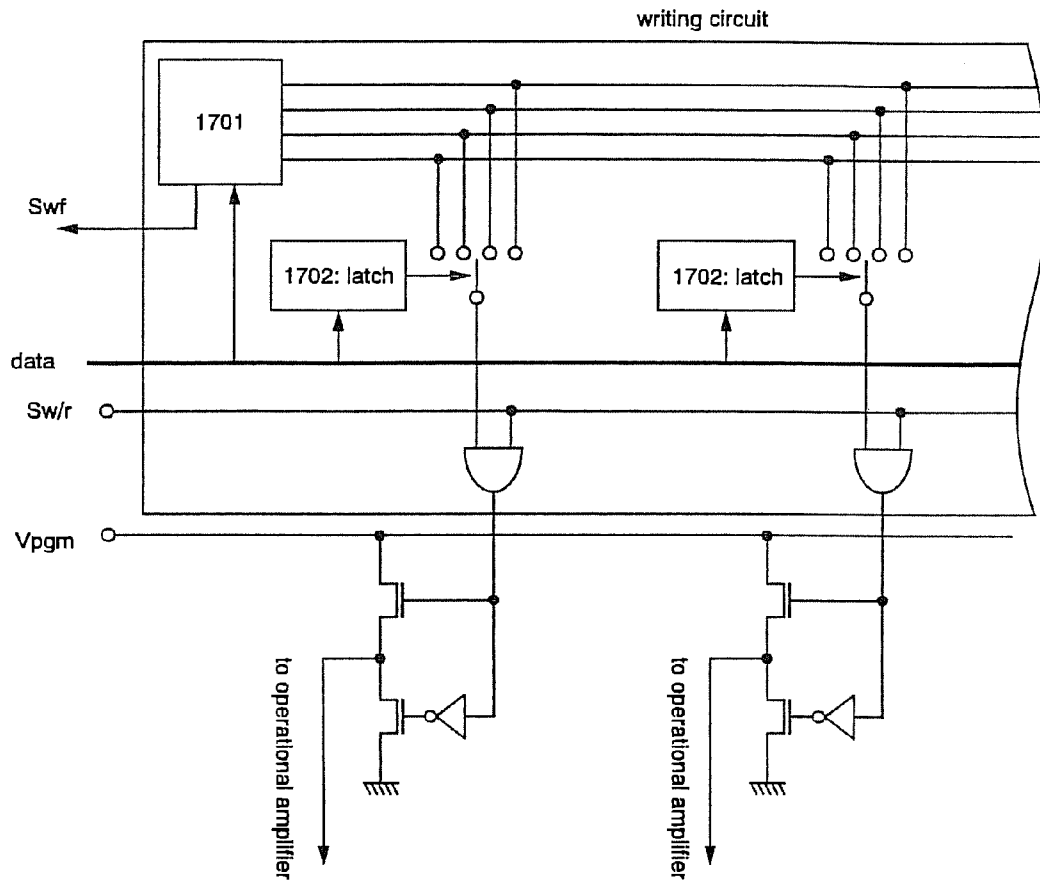 writing circuit
1701
Swf
1702: latch
1702: latch
data
Sw/r
Vpgm
to operational amplifier
to operational amplifier